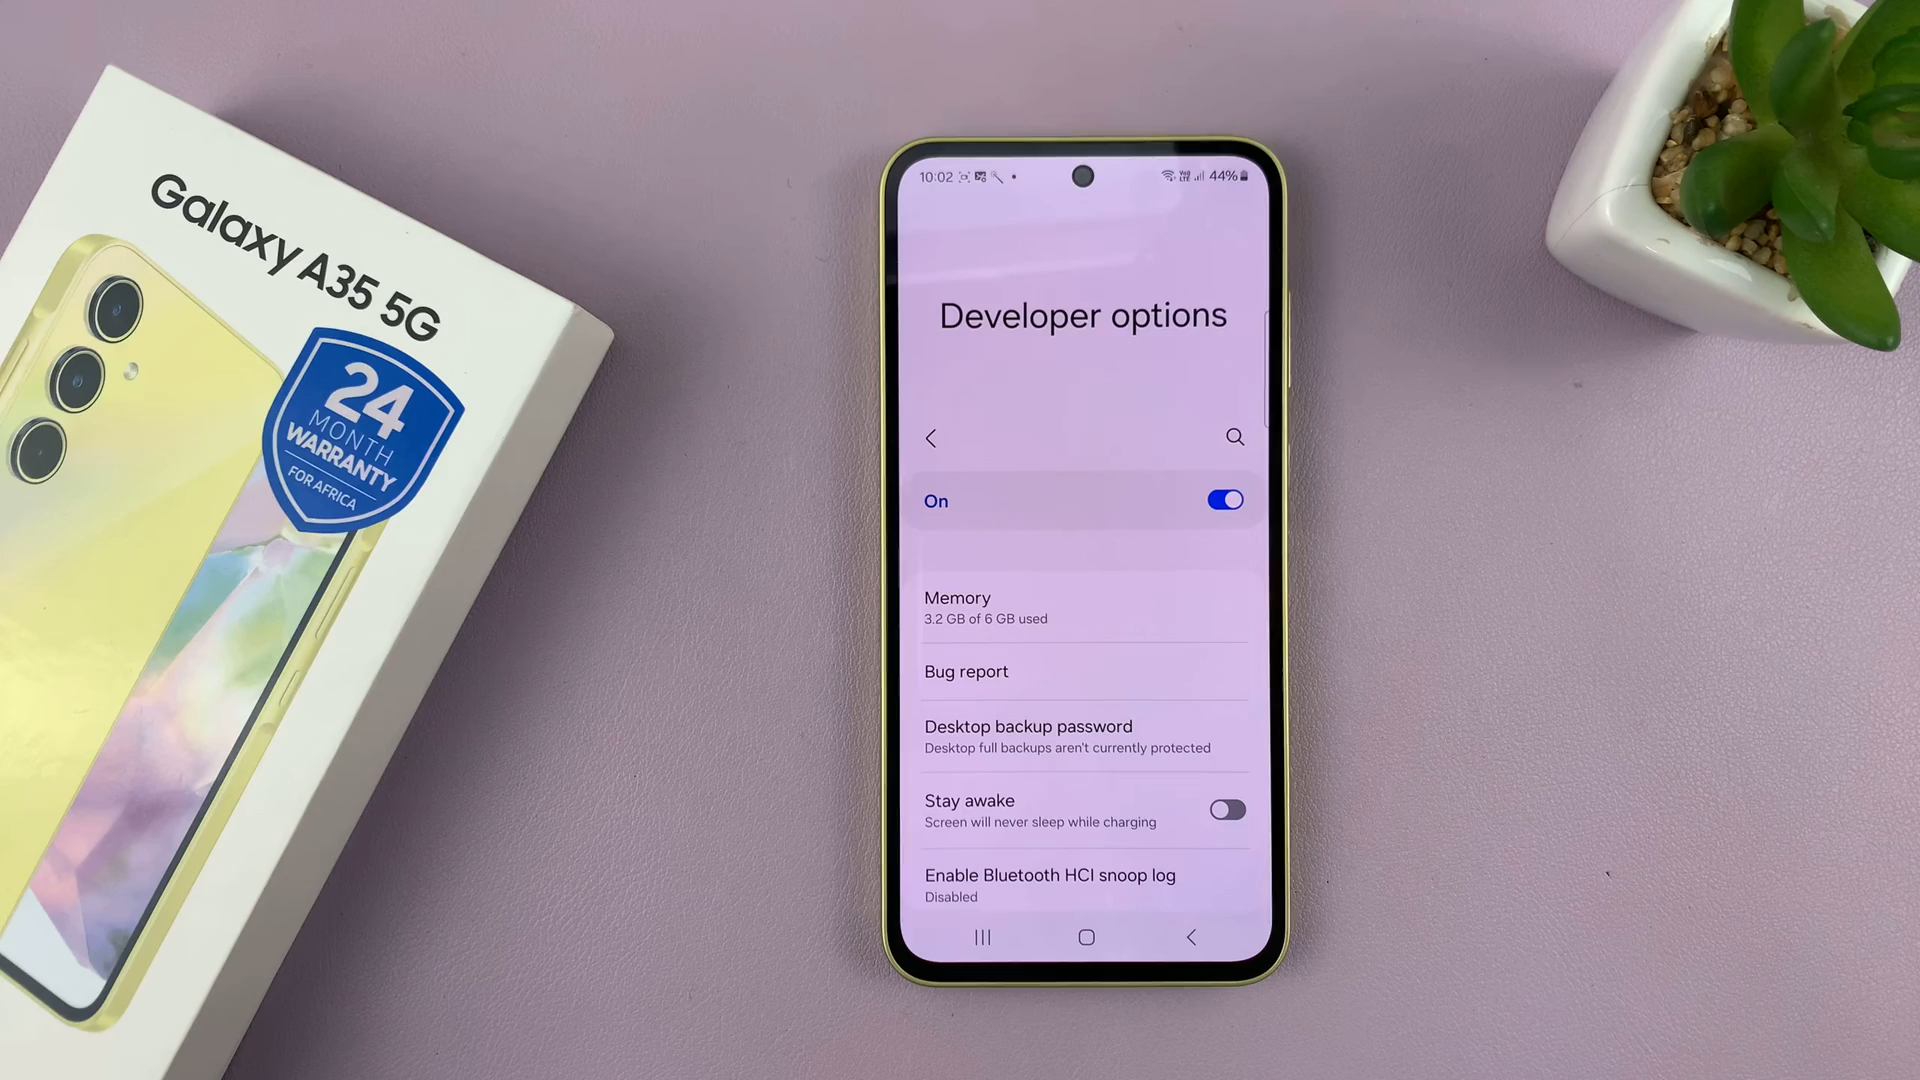 Galaxy A35 5G
24
MONTH
WARRANTY
FOR AFRICA
10:02
Vo))
LTE
44%
Developer options
On
Memory
3.2 GB of 6 GB used
Bug report
Desktop backup password
Desktop full backups aren't currently protected
Stay awake
Screen will never sleep while charging
Enable Bluetooth HCI snoop log
Disabled